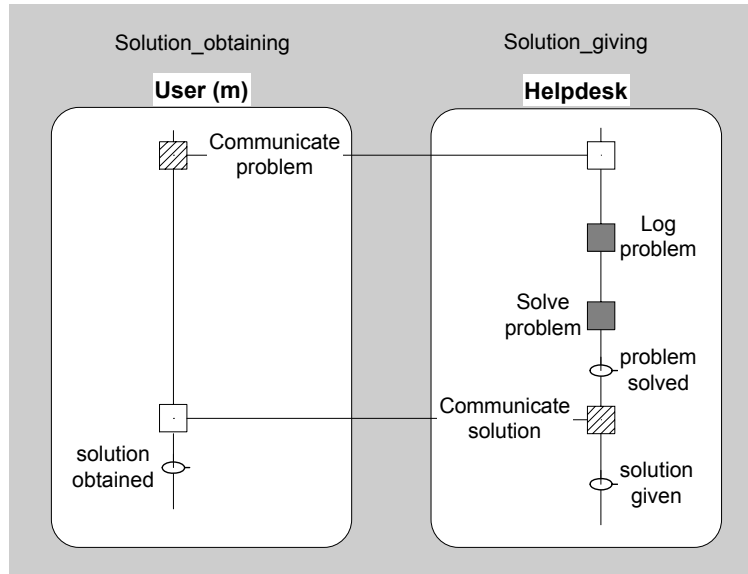 Solution_obtaining
Solution_giving
User (m)
Helpdesk
Communicate
problem
Log
problem
Solve
problem
problem
solved
Communicate
solution
solution
obtained
solution
given